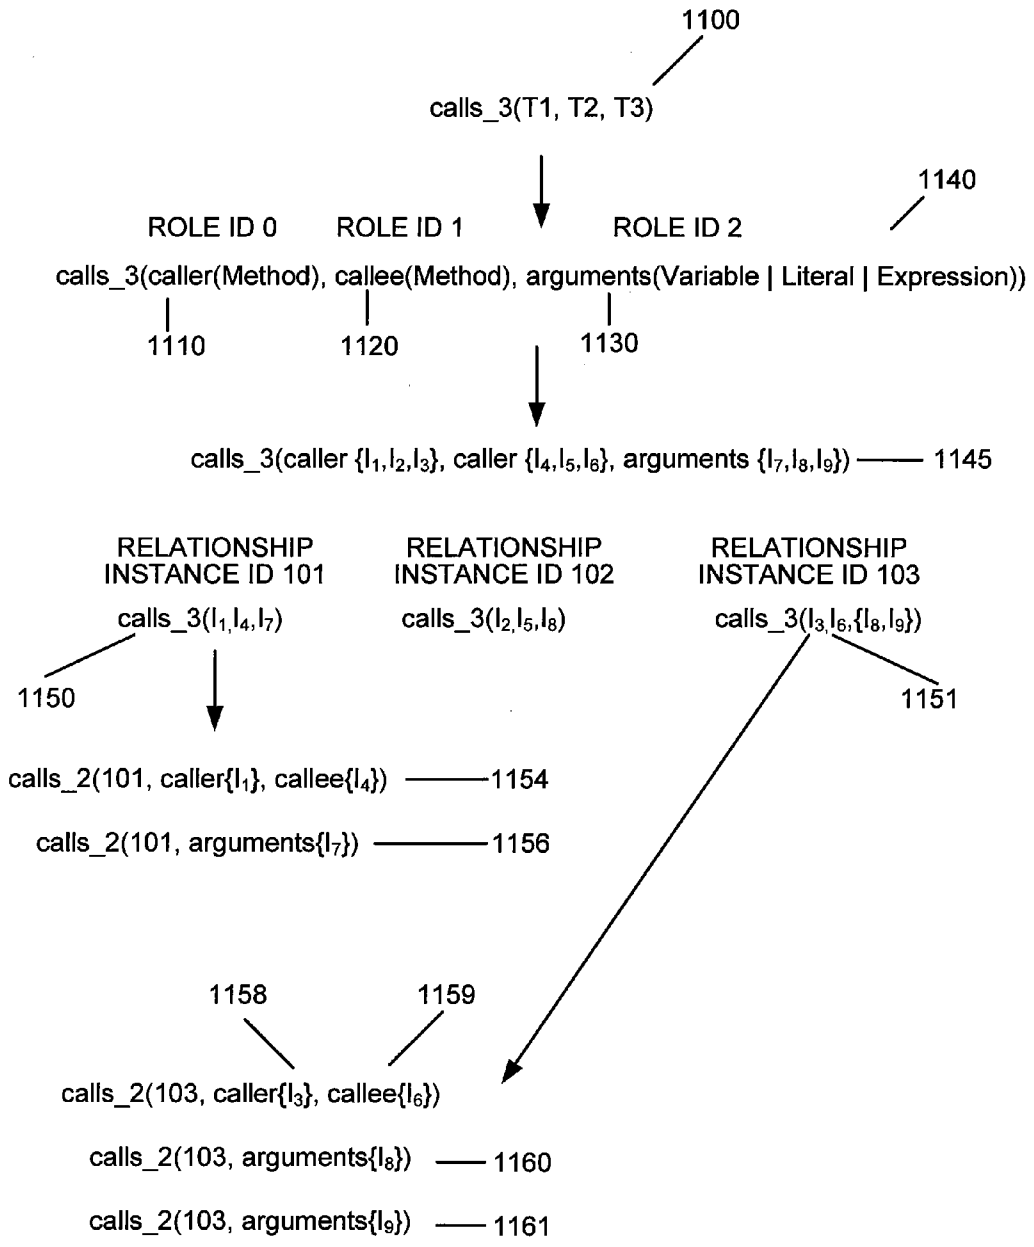 1100
calls_3(T1, T2, T3)
1140
ROLE ID 0 ROLE ID 1 ROLE ID 2
calls_3(caller(Method), callee(Method), arguments(Variable | Literal | Expression))
1110 1120 1130
calls_3(caller {I₁,I₂,I₃}, caller {I₄,I₅,I₆}, arguments {I₇,I₈,I₉}) 1145
RELATIONSHIP RELATIONSHIP RELATIONSHIP
INSTANCE ID 101 INSTANCE ID 102 INSTANCE ID 103
calls_3(I₁,I₄,I₇) calls_3(I₂,I₅,I₈) calls_3(I₃,I₆,{I₈,I₉})
1150 1151
calls_2(101, caller{I₁}, callee{I₄}) 1154
calls_2(101, arguments{I₇}) 1156
1158 1159
calls_2(103, caller{I₃}, callee{I₆})
calls_2(103, arguments{I₈}) 1160
calls_2(103, arguments{I₉}) 1161